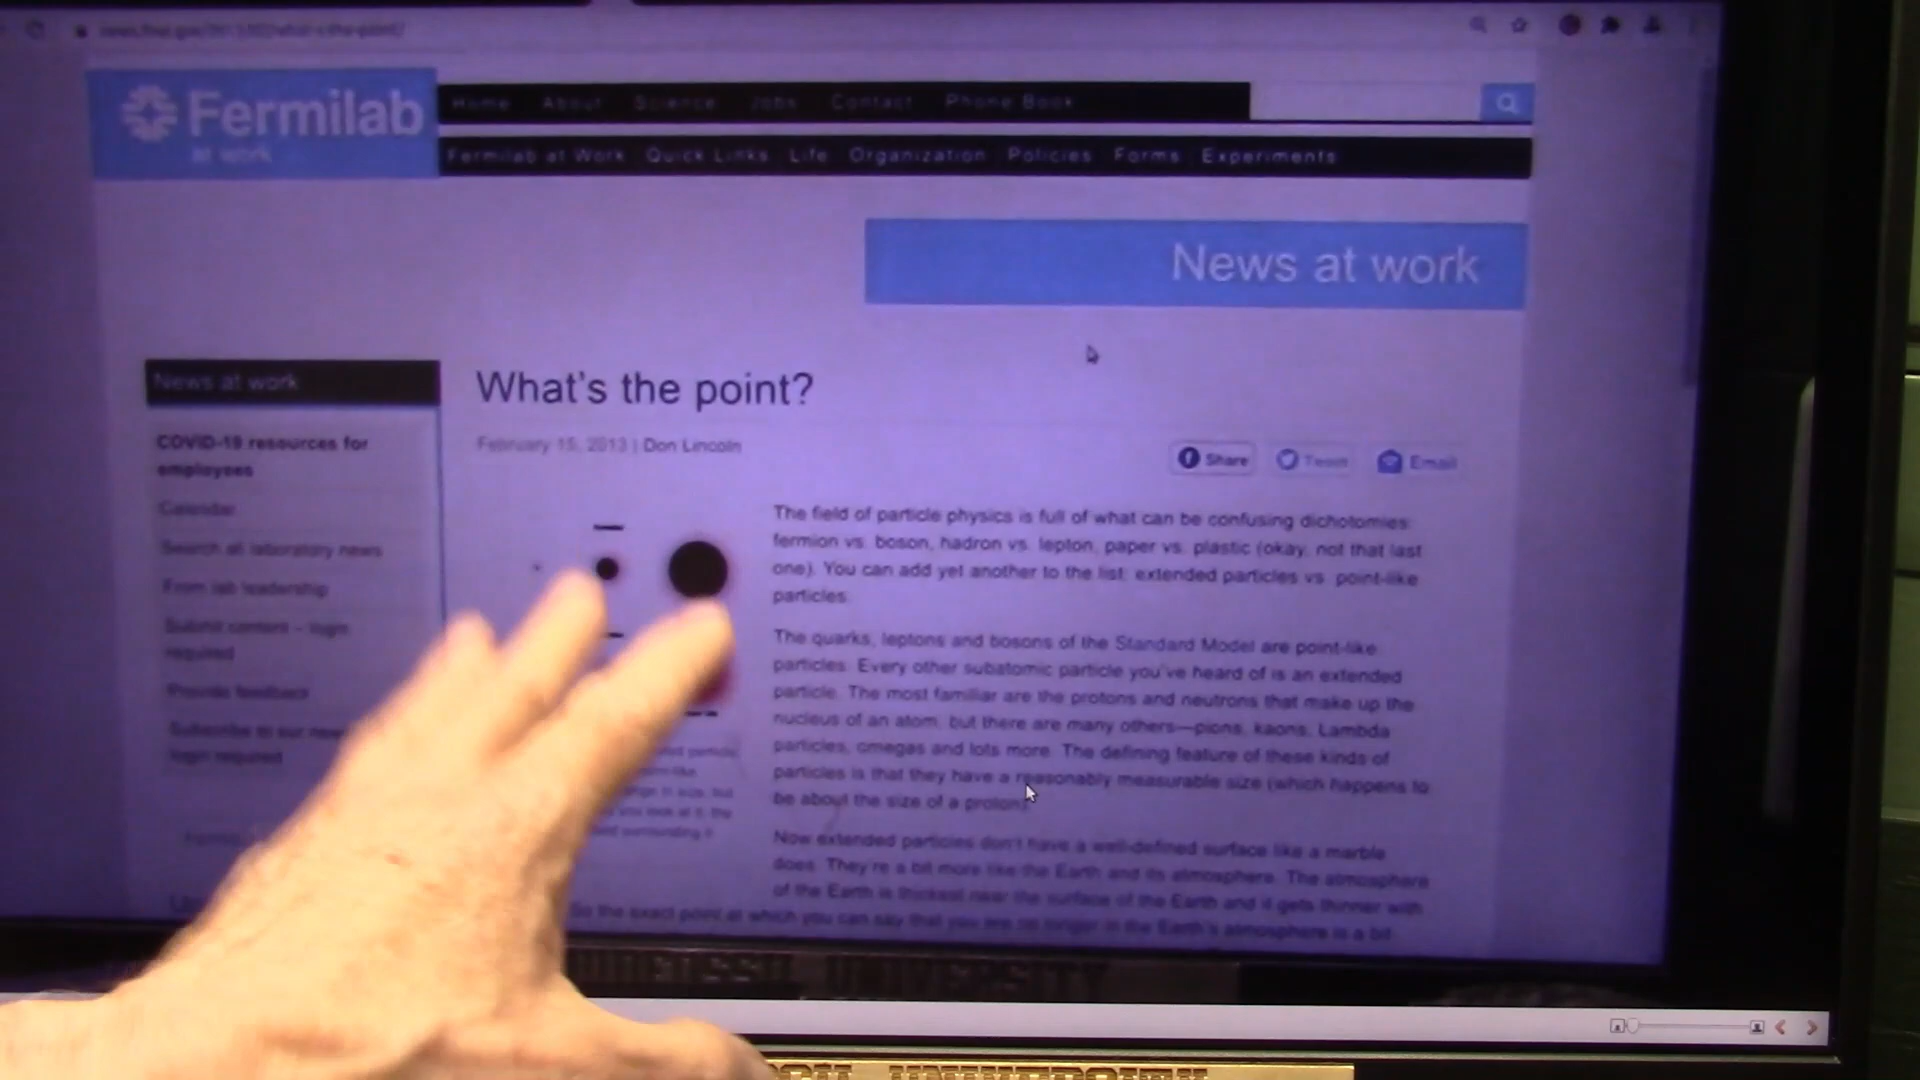 Fermilab
at work
Home About Science Jobs Contact Phone Book
Fermilab at Work Quick Links Life Organization Policies Forms Experiments
News at work
News at work
COVID-19 resources for
employees
Calendar
Search all laboratory news
From lab leadership
Submit content – login
required
Provide feedback
Subscribe to our
login required
What's the point?
February 15, 2013 | Don Lincoln
Share Tweet Email
The field of particle physics is full of what can be confusing dichotomies:
fermion vs. boson, hadron vs. lepton, paper vs. plastic (okay, not that last
one). You can add yet another to the list: extended particles vs. point-like
particles.
The quarks, leptons and bosons of the Standard Model are point-like
particles. Every other subatomic particle you've heard of is an extended
particle. The most familiar are the protons and neutrons that make up the
nucleus of an atom, but there are many others—pions, kaons, Lambda
particles, omegas and lots more. The defining feature of these kinds of
particles is that they have a reasonably measurable size (which happens to
be about the size of a proton).
Now extended particles don't have a well-defined surface like a marble
does. They're a bit more like the Earth and its atmosphere. The atmosphere
of the Earth is thickest near the surface of the Earth and it gets thinner with
So the exact point at which you can say that you are no longer in the Earth's atmosphere is a bit
particle
in size, but
you look at it, the
surrounding it
UNIVERSITY